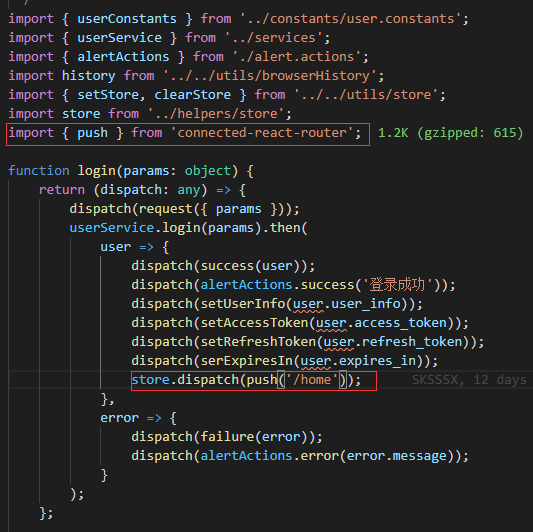 */
import { userConstants } from '../constants/user.constants';
import { userService } from '../services';
import { alertActions } from './alert.actions';
import history from '../../utils/browserHistory';
import { setStore, clearStore } from '../../utils/store';
import store from '../helpers/store';
import { push } from 'connected-react-router'; 1.2K (gzipped: 615)
function login(params: object) {
return (dispatch: any) => {
dispatch(request({ params }));
userService.login(params).then(
user => {
dispatch(success(user));
dispatch(alertActions.success('登录成功'));
dispatch(setUserInfo(user.user_info));
dispatch(setAccessToken(user.access_token));
dispatch(setRefreshToken(user.refresh_token));
dispatch(serExpiresIn(user.expires_in));
store.dispatch(push('/home')); SKSSSX, 12 days
},
error => {
dispatch(failure(error));
dispatch(alertActions.error(error.message));
}
);
};